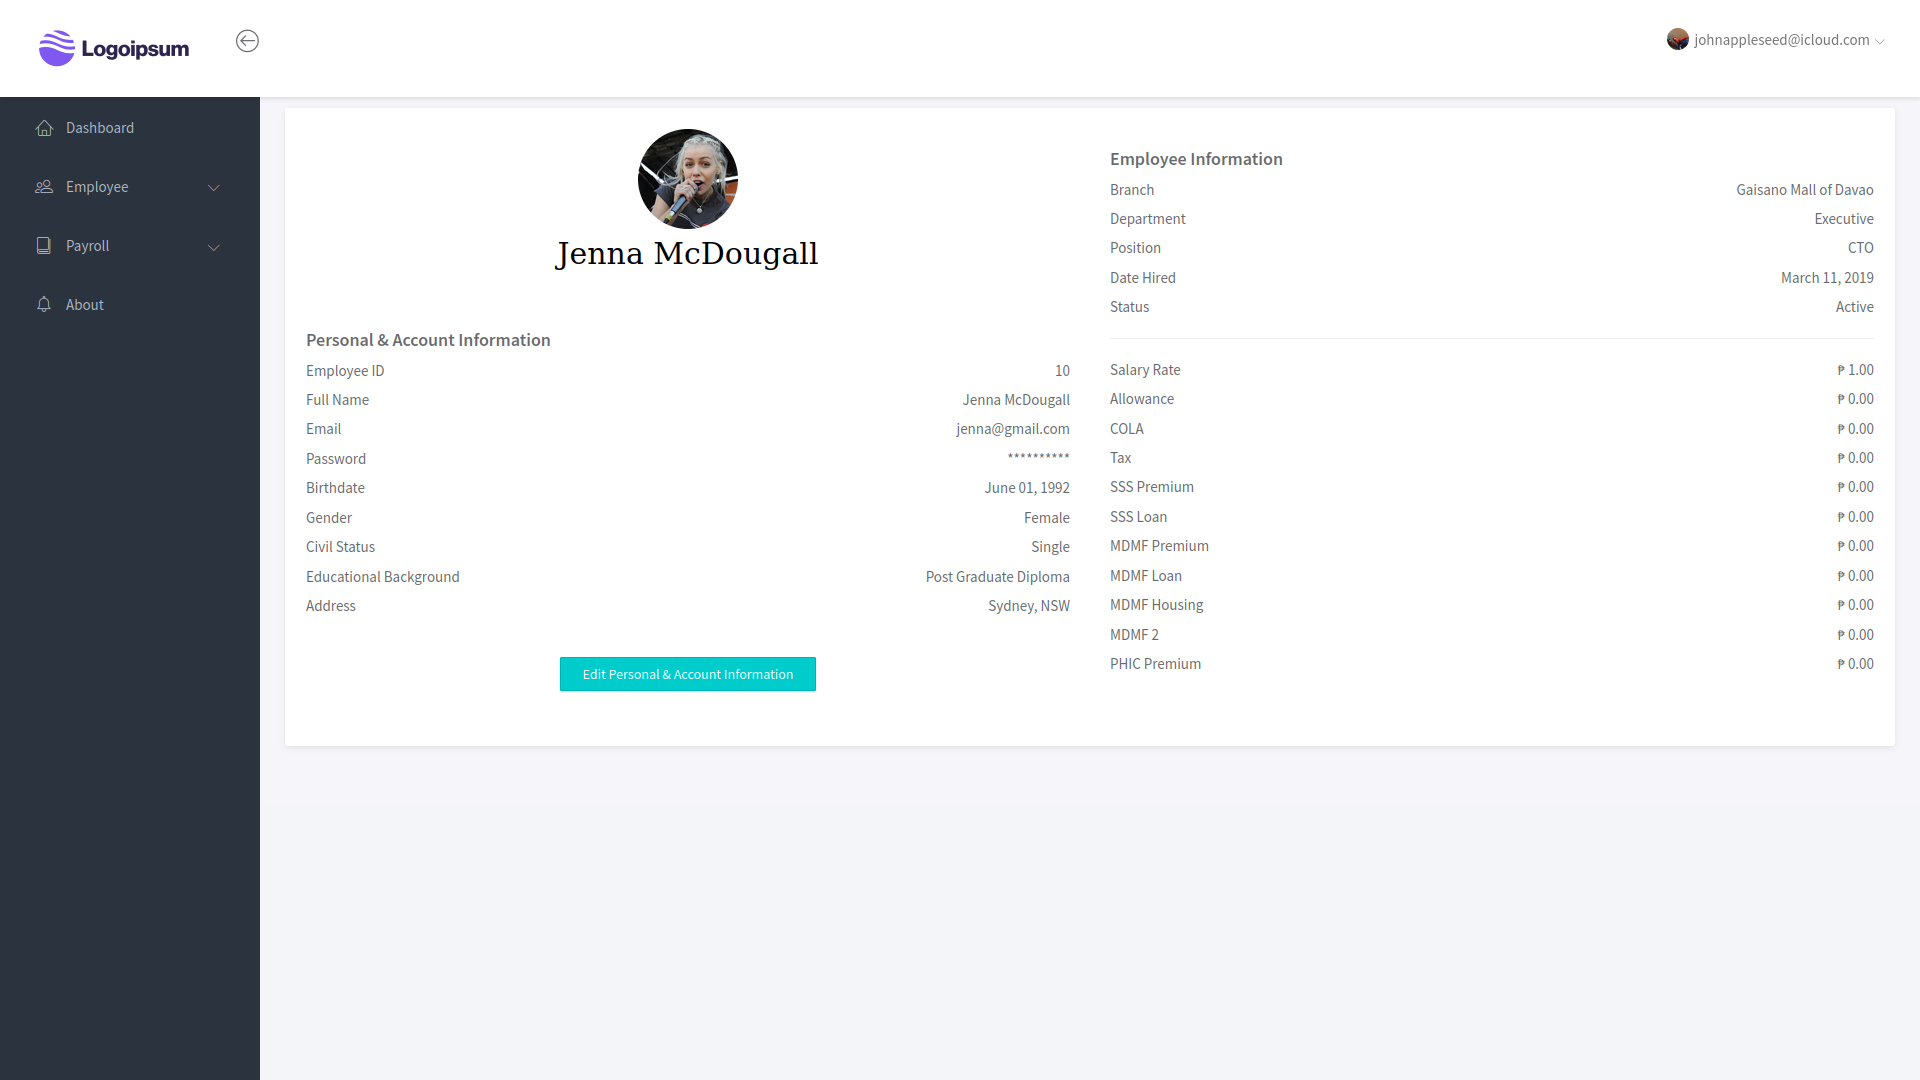 Logoipsum
johnappleseed@icloud.com
Dashboard
Employee
Payroll
About
Jenna McDougall
Personal & Account Information
Employee ID 10
Full Name Jenna McDougall
Email jenna@gmail.com
Password **********
Birthdate June 01, 1992
Gender Female
Civil Status Single
Educational Background Post Graduate Diploma
Address Sydney, NSW
Edit Personal & Account Information
Employee Information
Branch Gaisano Mall of Davao
Department Executive
Position CTO
Date Hired March 11, 2019
Status Active
Salary Rate ₱ 1.00
Allowance ₱ 0.00
COLA ₱ 0.00
Tax ₱ 0.00
SSS Premium ₱ 0.00
SSS Loan ₱ 0.00
MDMF Premium ₱ 0.00
MDMF Loan ₱ 0.00
MDMF Housing ₱ 0.00
MDMF 2 ₱ 0.00
PHIC Premium ₱ 0.00